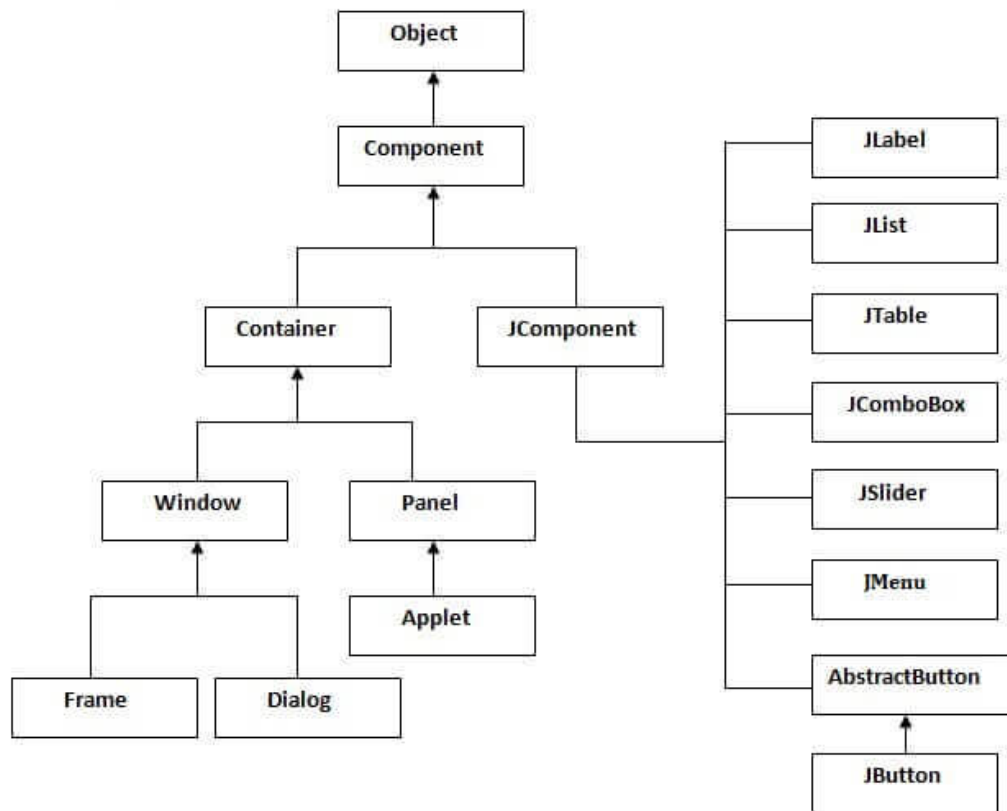 Object
Component
Container
JComponent
Window
Panel
Applet
Frame
Dialog
JLabel
JList
JTable
JComboBox
JSlider
JMenu
AbstractButton
JButton